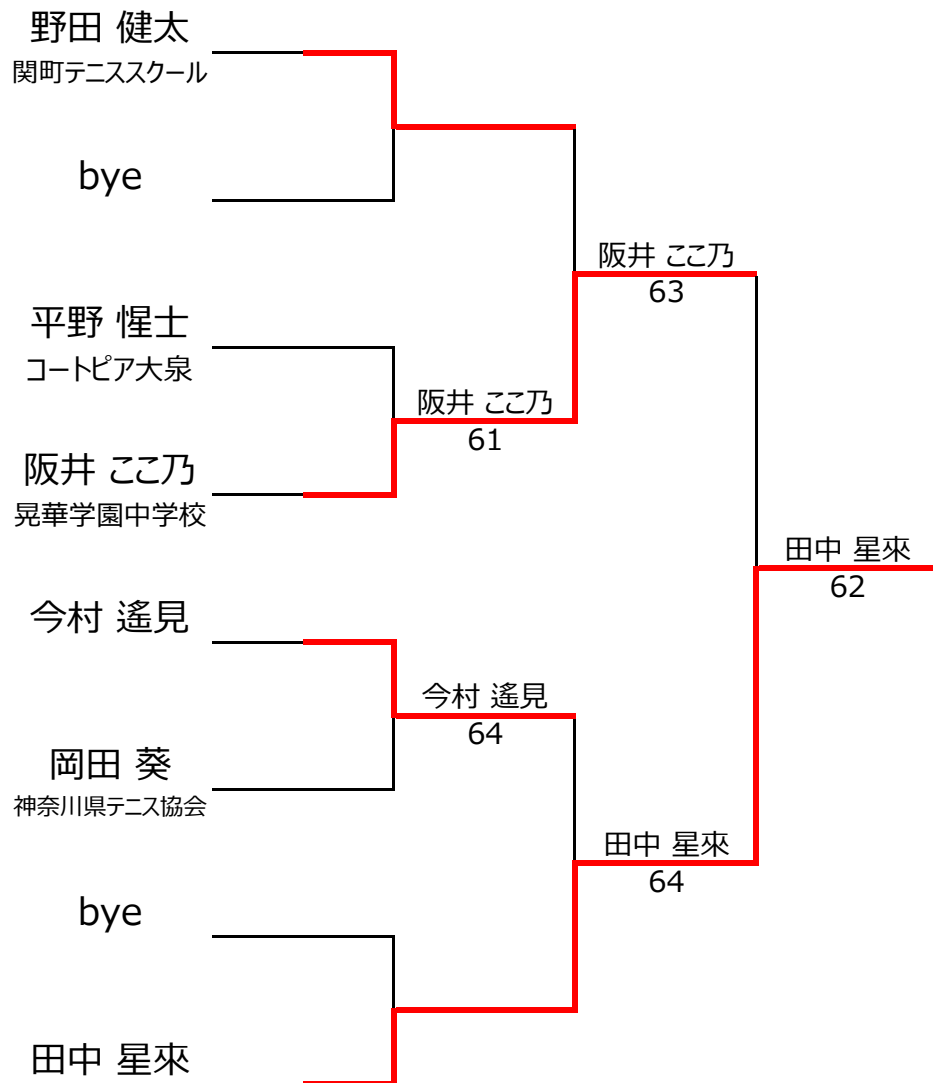 野田 健太
関町テニススクール
bye
阪井 ここ乃
63
平野 惺士
コートピア大泉
阪井 ここ乃
61
阪井 ここ乃
晃華学園中学校
田中 星來
62
今村 遙見
今村 遙見
64
岡田 葵
神奈川県テニス協会
田中 星來
64
bye
田中 星來